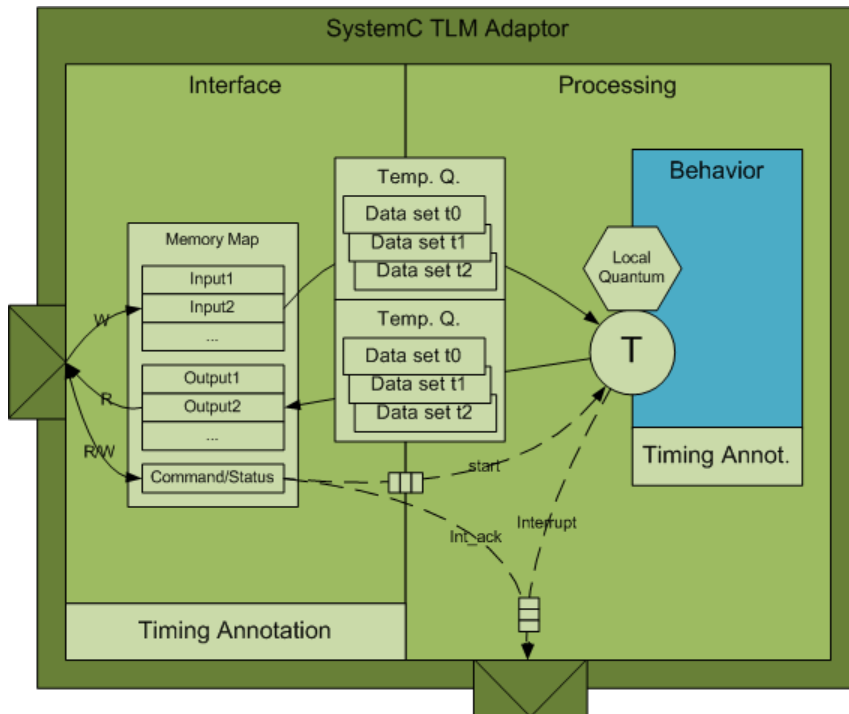 SystemC TLM Adaptor
Interface
Processing
Temp. Q.
Data set t0
Data set t1
Data set t2
Behavior
Memory Map
Input1
Input2
...
Local
Quantum
W
Temp. Q.
Data set t0
Data set t1
Data set t2
T
Output1
Output2
...
R
R/W
Command/Status
start
Timing Annot.
Int_ack
Interrupt
Timing Annotation